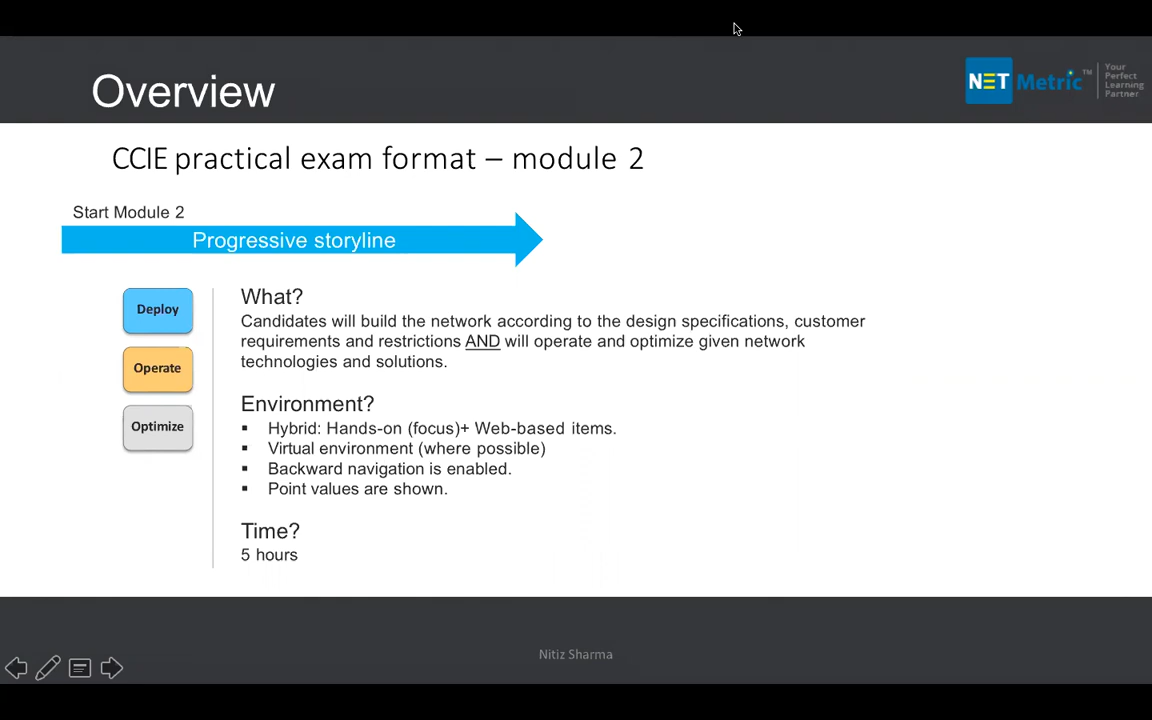 Overview
NET Metric™
Your
Perfect
Learning
Partner
CCIE practical exam format – module 2
Start Module 2
Progressive storyline
Deploy
Operate
Optimize
What?
Candidates will build the network according to the design specifications, customer
requirements and restrictions AND will operate and optimize given network
technologies and solutions.
Environment?
▪ Hybrid: Hands-on (focus)+ Web-based items.
▪ Virtual environment (where possible)
▪ Backward navigation is enabled.
▪ Point values are shown.
Time?
5 hours
Nitiz Sharma